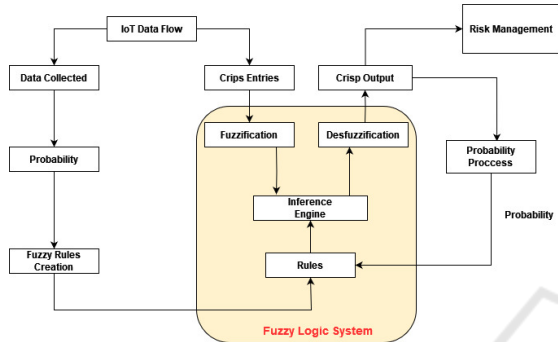 IoT Data Flow
Risk Management
Data Collected
Crips Entries
Crisp Output
Fuzzification
Desfuzzification
Probability
Probability
Proccess
Inference
Engine
Probability
Fuzzy Rules
Creation
Rules
Fuzzy Logic System